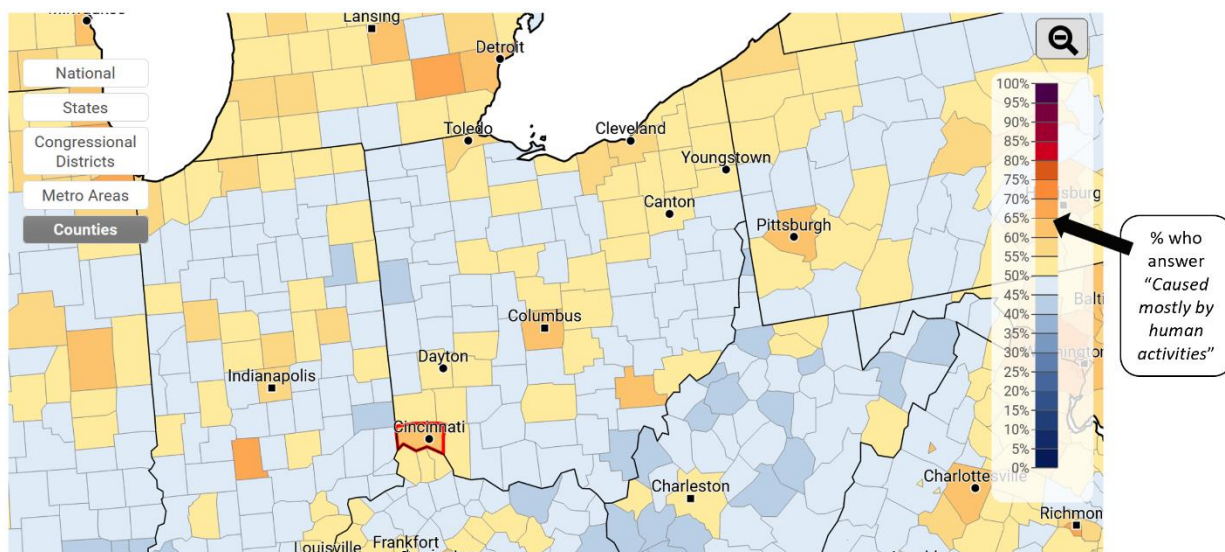 Lansing
Detroit
National
States
Congressional
Districts
Metro Areas
Counties
Toledo
Cleveland
Youngstown
Canton
Pittsburgh
Columbus
Dayton
Indianapolis
Cincinnati
Charleston
Charlottesville
Louisville
Frankfort
100%
95%
90%
85%
80%
75%
70%
65%
60%
55%
50%
45%
40%
35%
30%
25%
20%
15%
10%
5%
0%
% who
answer
“Caused
mostly by
human
activities”